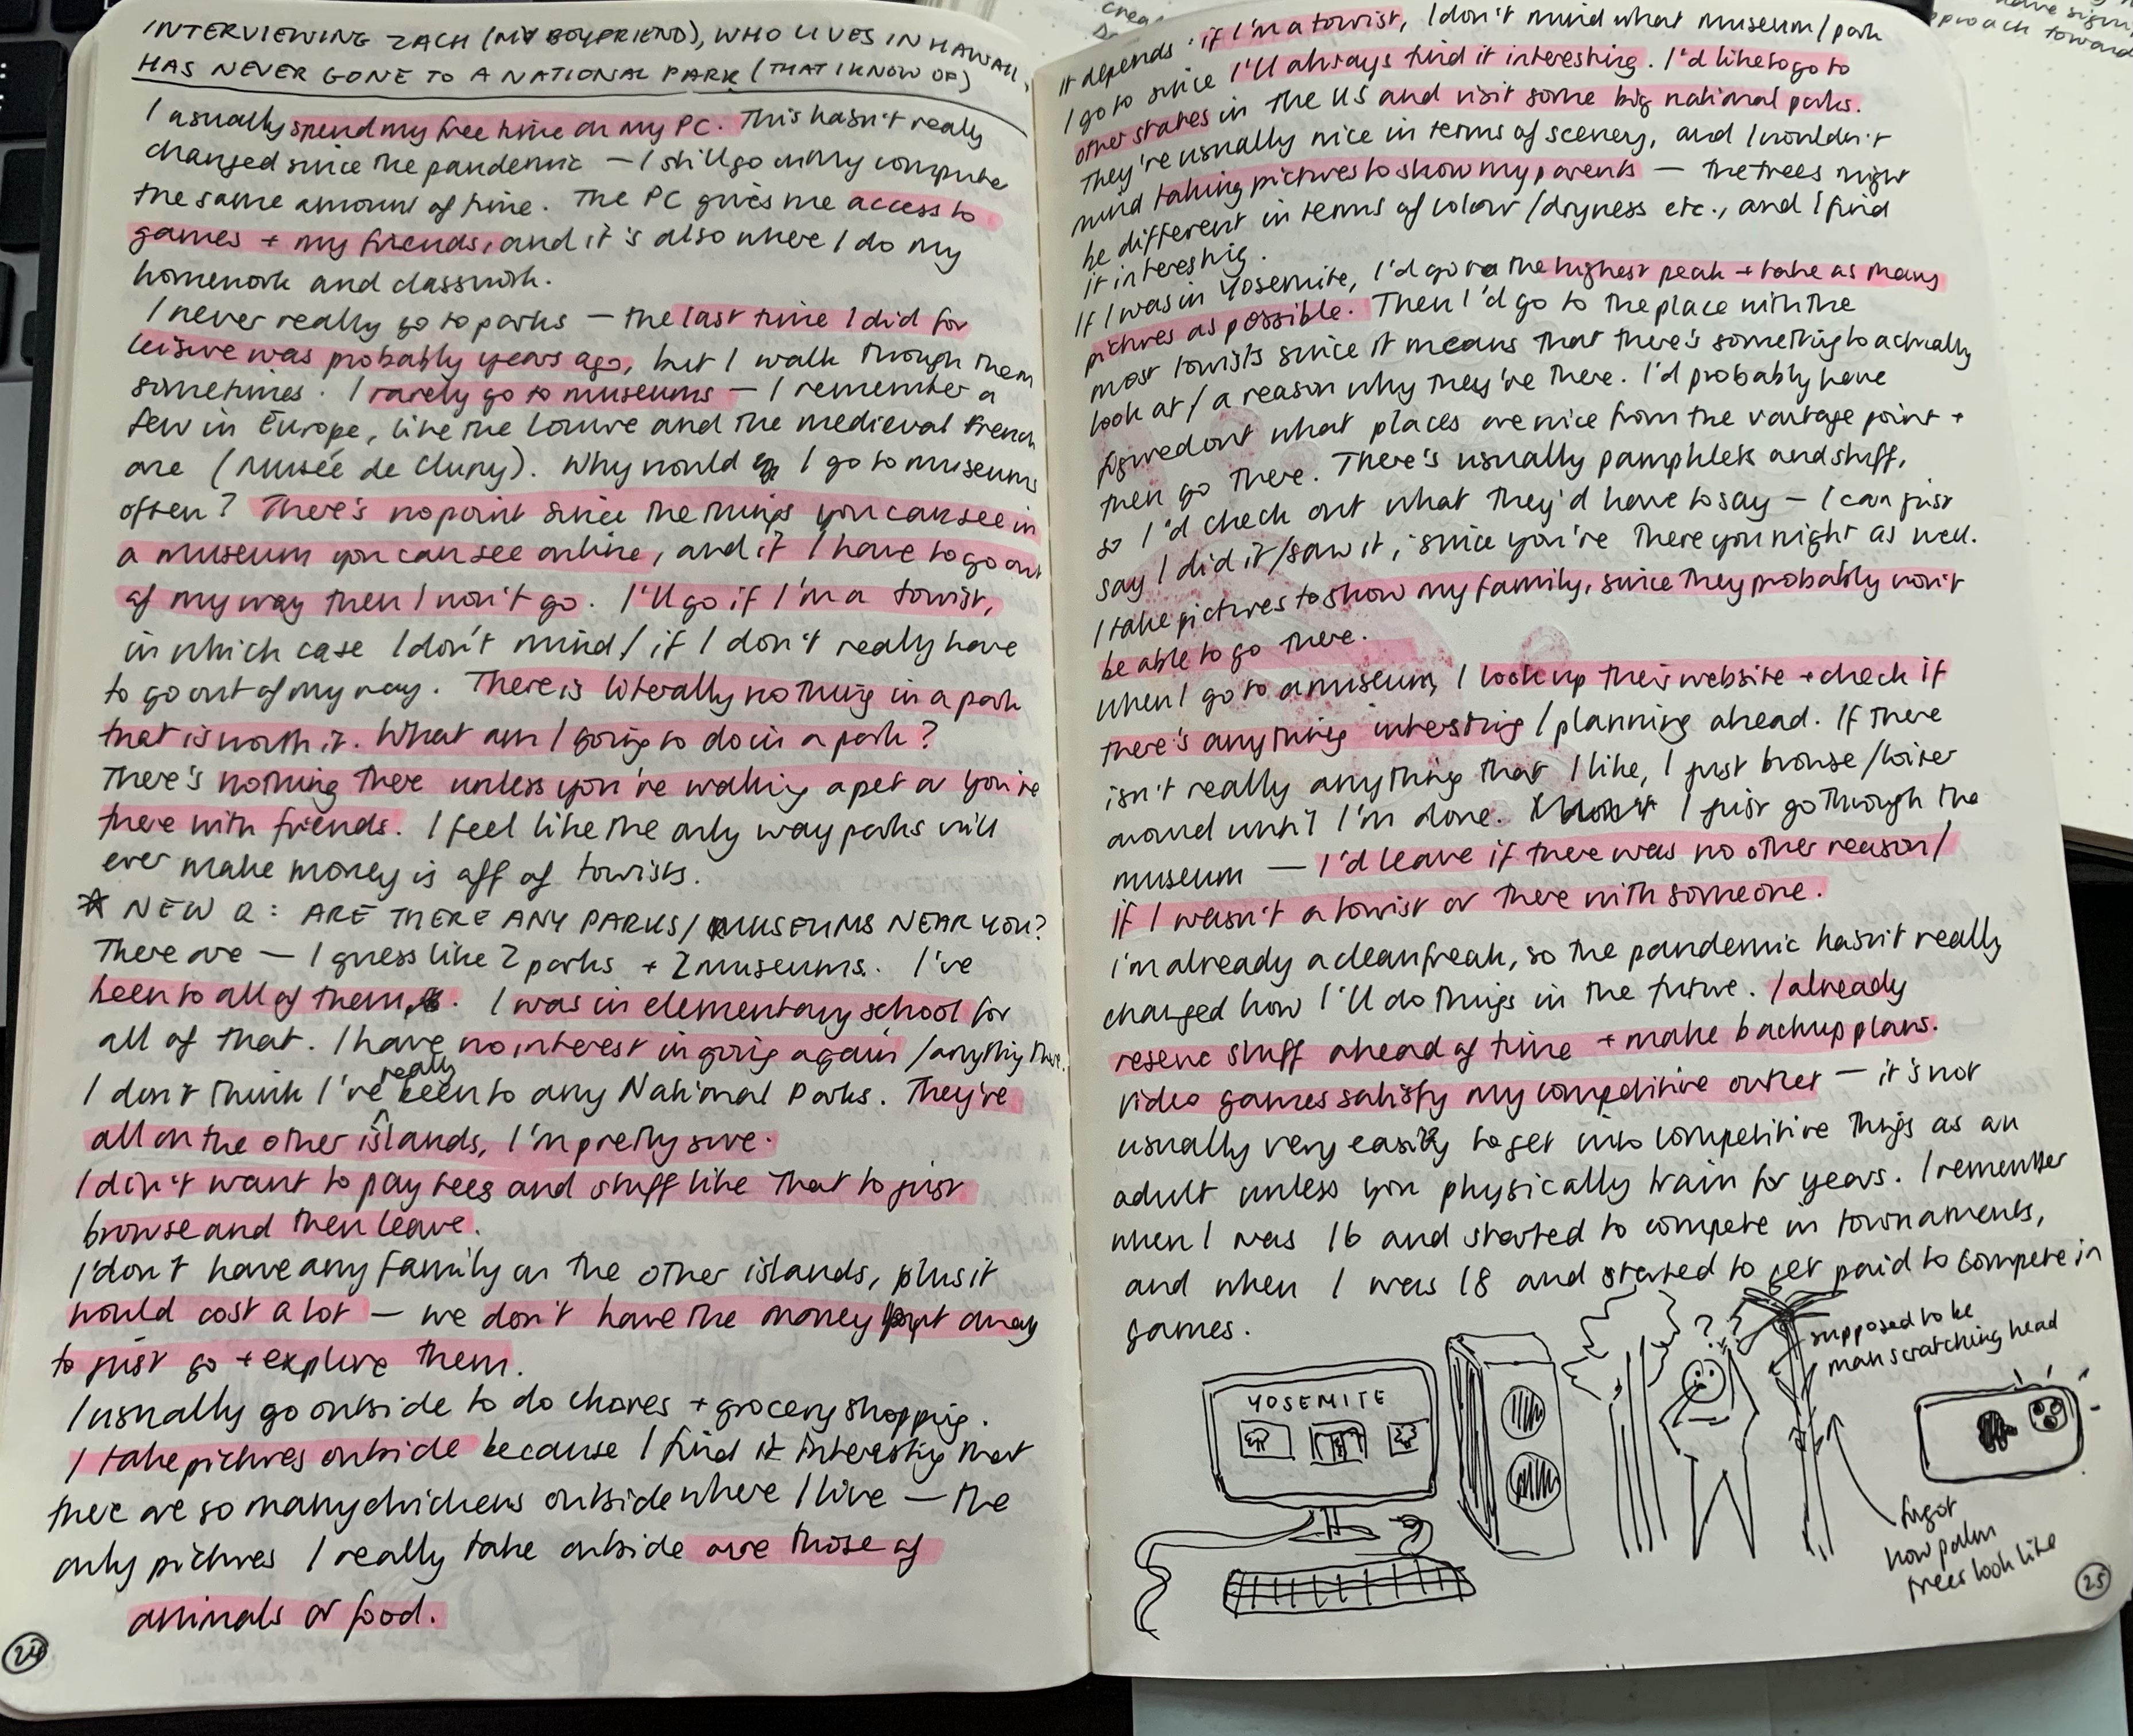 INTERVIEWING ZACH (MY BOYFRIEND), WHO LIVES IN HAWAII,
HAS NEVER GONE TO A NATIONAL PARK (THAT I KNOW OF)
I usually spend my free time on my PC. This hasn't really
changed since the pandemic — I still go on my computer
the same amount of time. The PC gives me access to
games + my friends, and it's also where I do my
homework and classwork.
I never really go to parks — the last time I did for
leisive was probably years ago, but I walk through them
sometimes. I rarely go to museums — I remember a
few in Europe, like the Louvre and the medieval French
one (Musée de Cluny). Why would I go to museums
often? There's no point since the things you can see in
a museum you can see online, and if I have to go out
of my way then I won't go. I'll go if I'm a tourist,
in which case I don't mind / if I don't really have
to go out of my way. There is literally nothing in a park
that is worth it. What am I going to do in a park?
There's nothing there unless you're walking a pet or you're
there with friends. I feel like the only way parks will
ever make money is off of tourists.
* NEW Q: ARE THERE ANY PARKS/MUSEUMS NEAR YOU?
There are — I guess like 2 parks + 2 museums. I've
been to all of them. I was in elementary school for
all of that. I have no interest in going again / anything there.
I don't think I've really been to any National Parks. They're
all on the other islands, I'm pretty sure.
I didn't want to pay fees and stuff like that to just
browse and then leave.
I don't have any family on the other islands, plus it
would cost a lot — we don't have the money put away
to just go + explore them.
I usually go outside to do chores + grocery shopping.
I take pictures outside because I find it interesting that
there are so many chickens outside where I live — the
only pictures I really take outside are those of
animals or food.
24
It depends: if I'm a tourist, I don't mind what museum/park
I go to since I'll always find it interesting. I'd like to go to
other states in the US and visit some big national parks.
They're usually nice in terms of scenery, and I wouldn't
mind taking pictures to show my parents — the trees might
be different in terms of colour/dryness etc., and I find
it interesting.
If I was in Yosemite, I'd go to the highest peak + take as many
pictures as possible. Then I'd go to the place with the
most tourists since it means that there's something to actually
look at / a reason why they're there. I'd probably have
figured out what places are nice from the vantage point +
then go there. There's usually pamphlets and stuff,
so I'd check out what they'd have to say — I can just
say I did it/saw it, since you're there you might as well.
I take pictures to show my family, since they probably won't
be able to go there.
When I go to a museum, I look up their website + check if
there's anything interesting / planning ahead. If there
isn't really anything that I like, I just browse/loiter
around until I'm done. I just go through the
museum — I'd leave if there was no other reason/
if I wasn't a tourist or there with someone.
I'm already a clean freak, so the pandemic hasn't really
changed how I'll do things in the future. I already
reserve stuff ahead of time + make backup plans.
Video games satisfy my competitive outlet — it's not
usually very easily to get into competitive things as an
adult unless you physically train for years. I remember
when I was 16 and started to compete in tournaments,
and when I was 18 and started to get paid to compete in
games.
YOSEMITE
??
supposed to be
man scratching head
forgot
how palm
trees look like
25